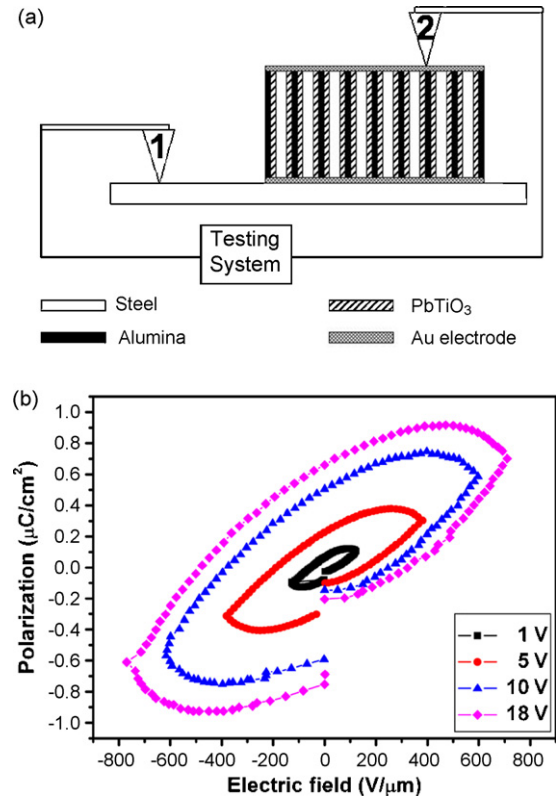 (a)
1
2
Testing
System
Steel
PbTiO₃
Alumina
Au electrode
(b)
Polarization (μC/cm²)
1.0
0.8
0.6
0.4
0.2
0.0
-0.2
-0.4
-0.6
-0.8
-1.0
1 V
5 V
10 V
18 V
-800 -600 -400 -200 0 200 400 600 800
Electric field (V/μm)